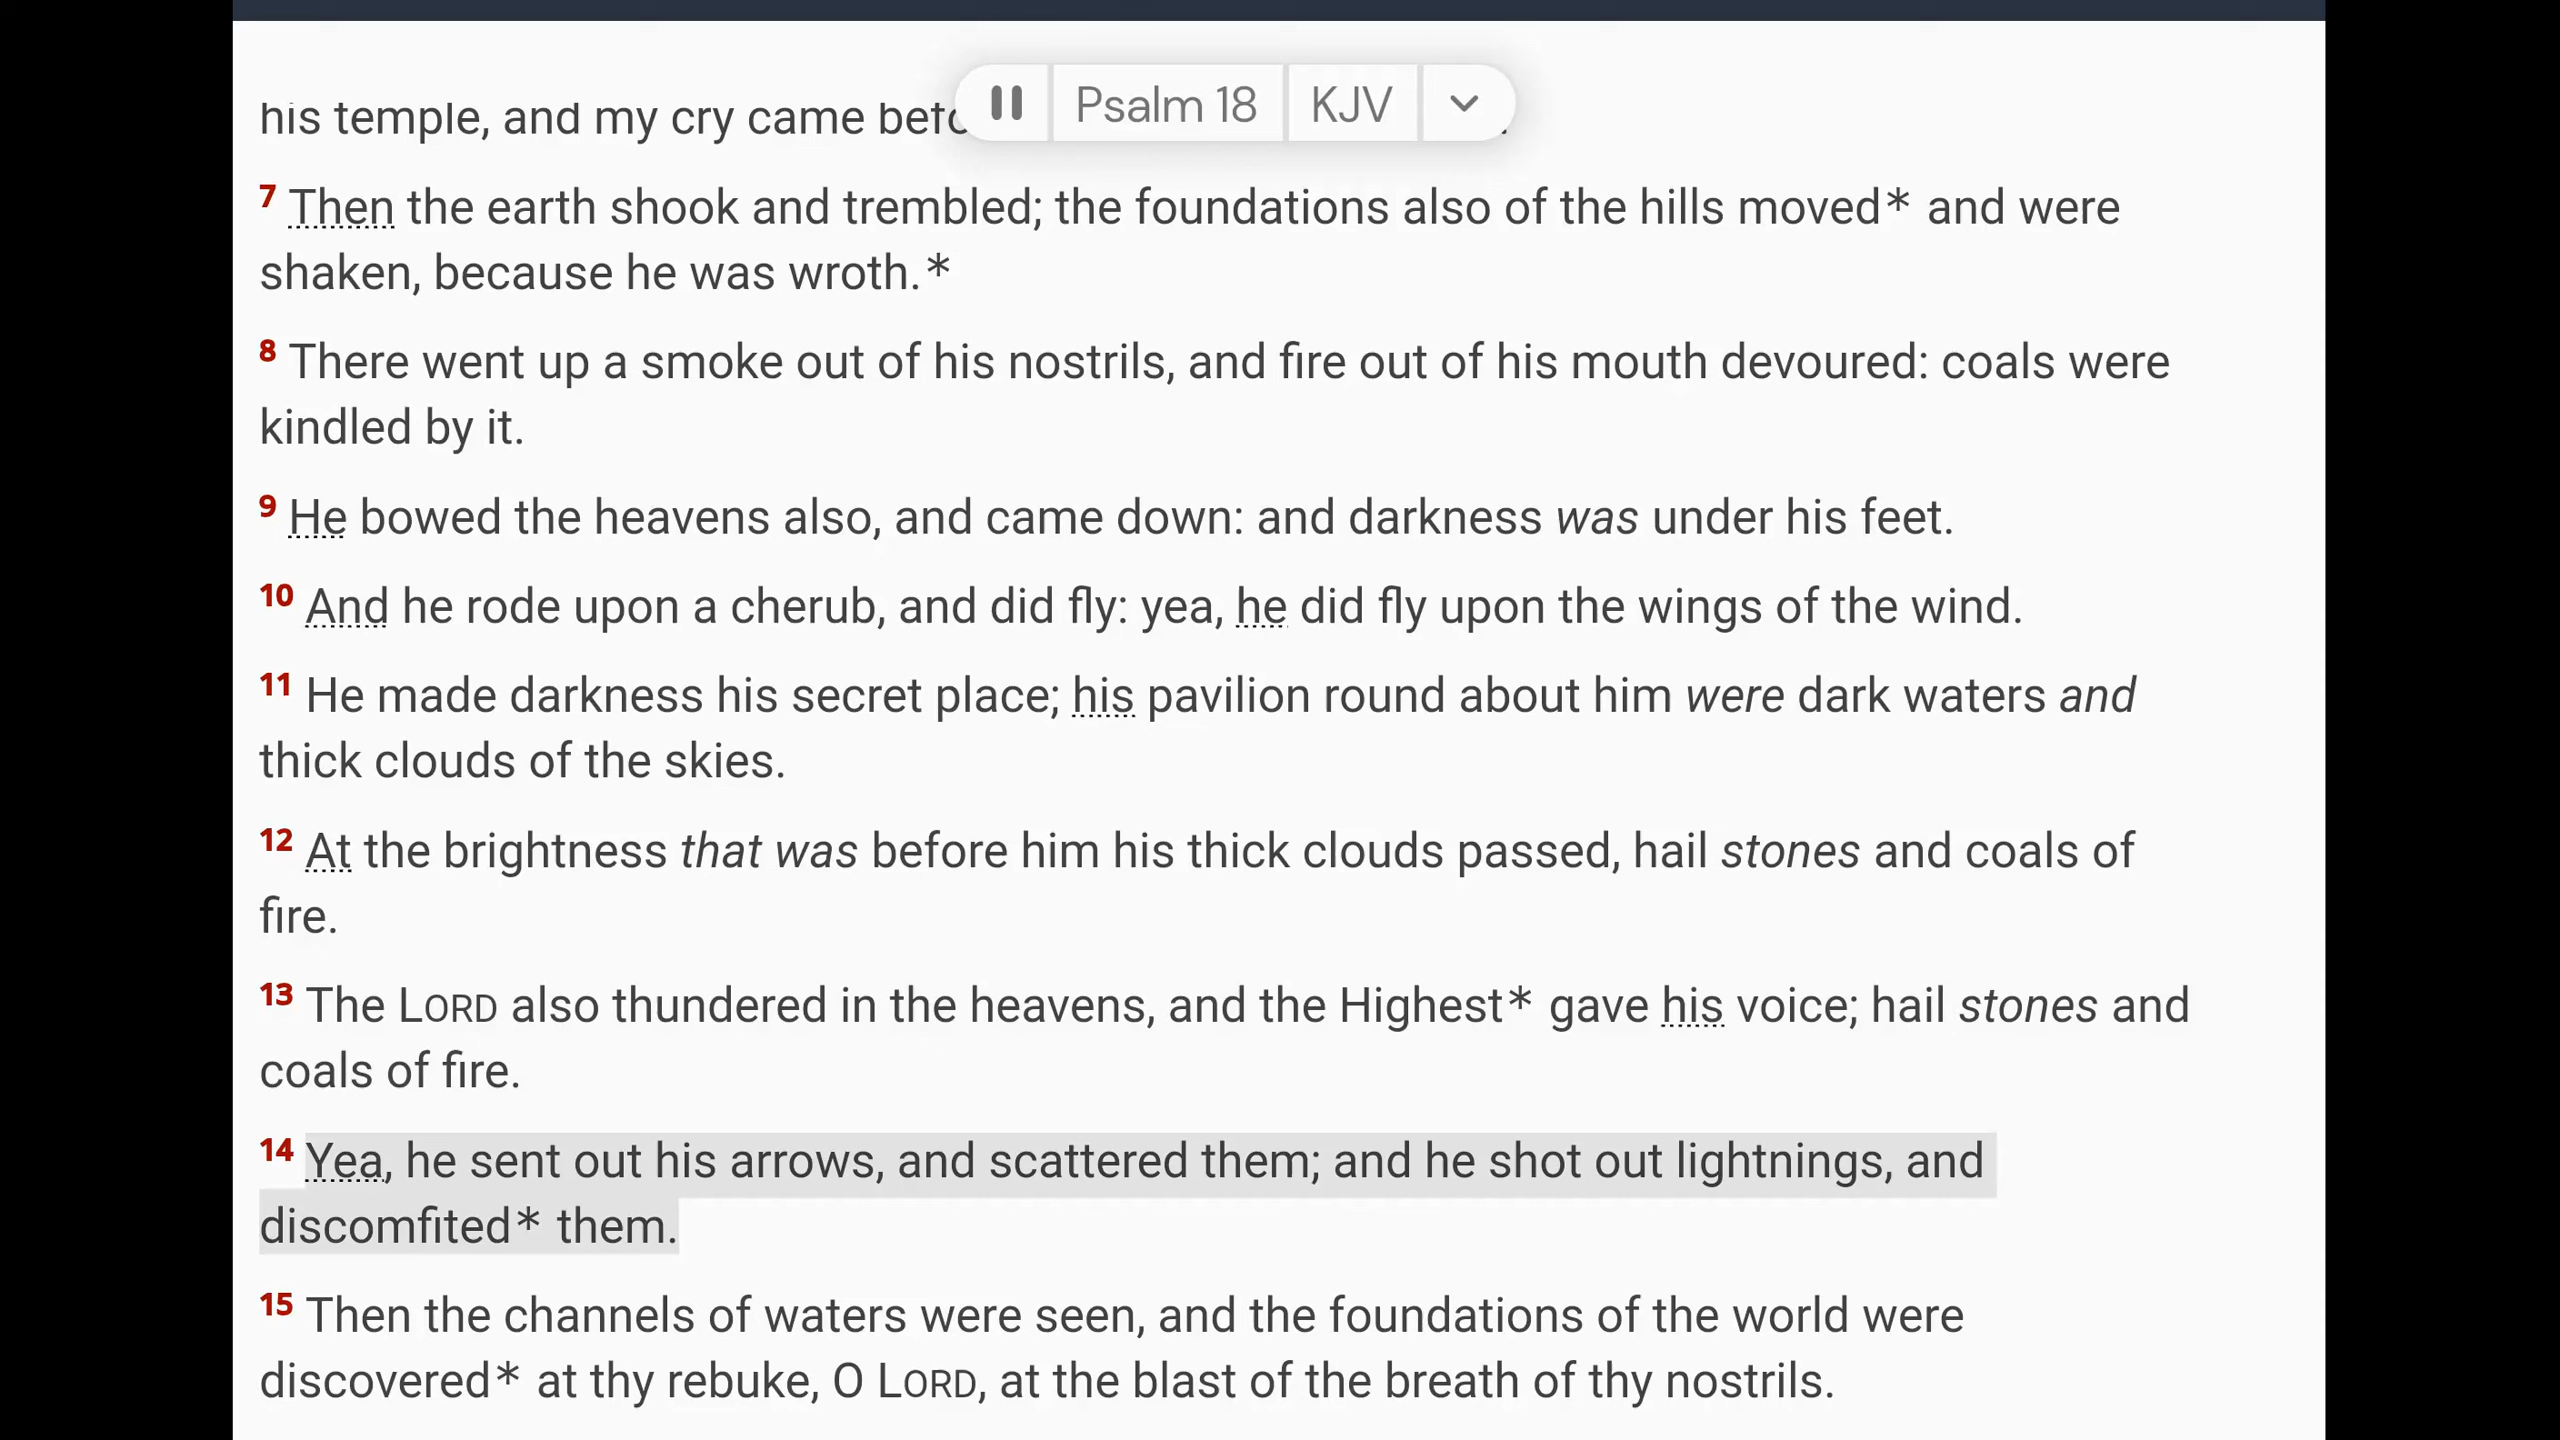 Psalm 18 KJV
his temple, and my cry came
7 Then the earth shook and trembled; the foundations also of the hills moved* and were
shaken, because he was wroth.*
8 There went up a smoke out of his nostrils, and fire out of his mouth devoured: coals were
kindled by it.
9 He bowed the heavens also, and came down: and darkness was under his feet.
10 And he rode upon a cherub, and did fly: yea, he did fly upon the wings of the wind.
11 He made darkness his secret place; his pavilion round about him were dark waters and
thick clouds of the skies.
12 At the brightness that was before him his thick clouds passed, hail stones and coals of
fire.
13 The LORD also thundered in the heavens, and the Highest* gave his voice; hail stones and
coals of fire.
14 Yea, he sent out his arrows, and scattered them; and he shot out lightnings, and
discomfited* them.
15 Then the channels of waters were seen, and the foundations of the world were
discovered* at thy rebuke, O LORD, at the blast of the breath of thy nostrils.